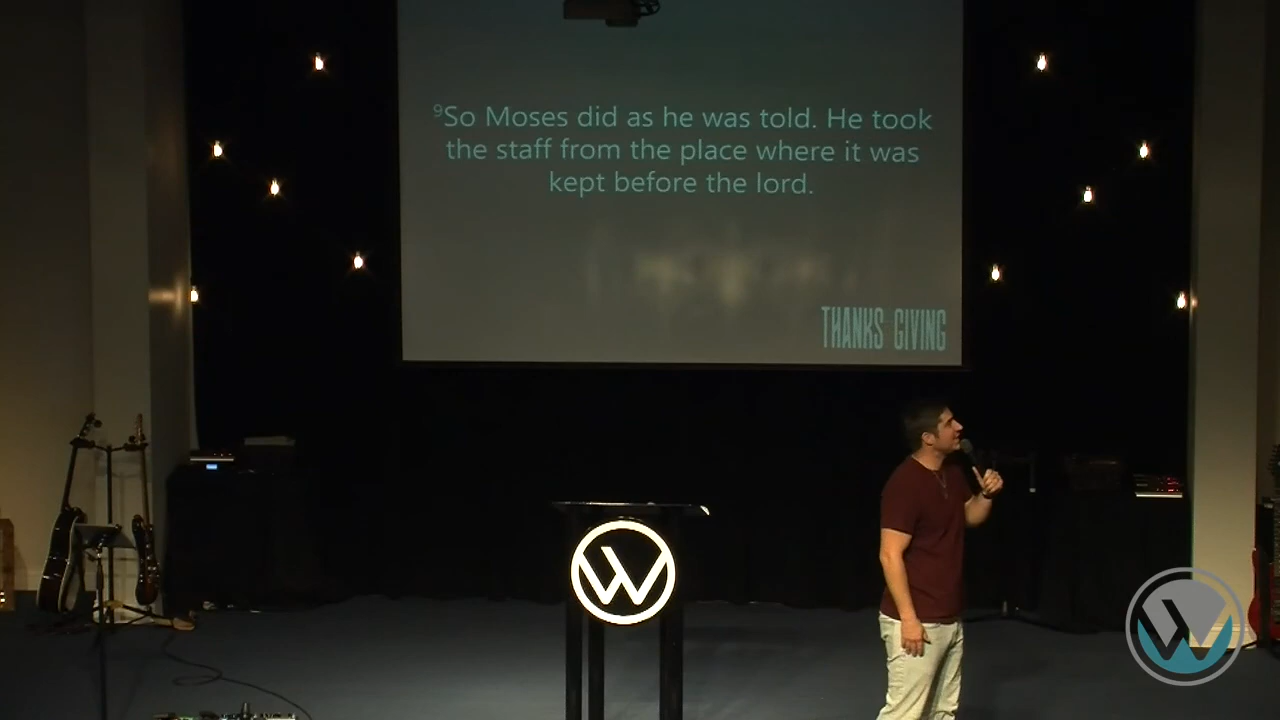 ⁹So Moses did as he was told. He took
the staff from the place where it was
kept before the lord.
THANKS GIVING
W
W